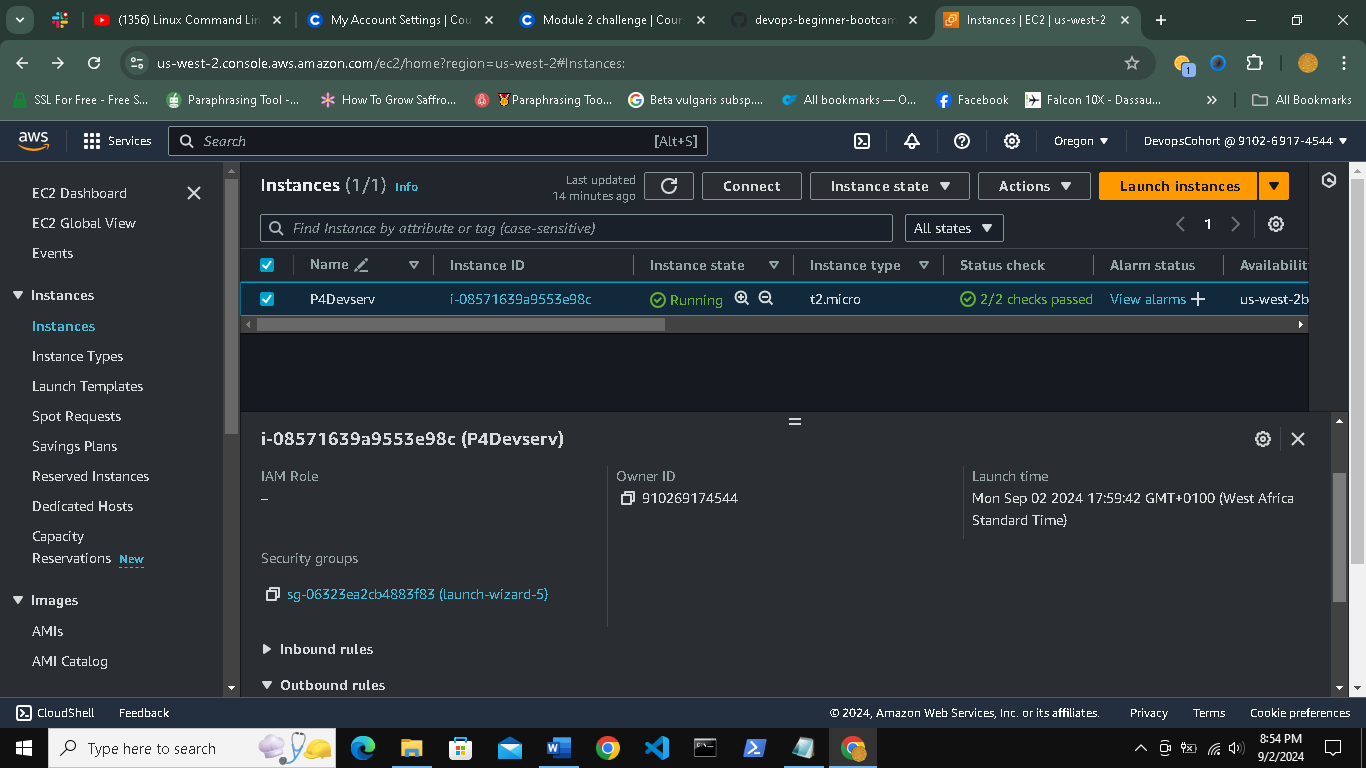 (1356) Linux Command Lin
My Account Settings | Cou
Module 2 challenge | Cour
devops-beginner-bootcam
Instances | EC2 | us-west-2
us-west-2.console.aws.amazon.com/ec2/home?region=us-west-2#Instances:
1
SSL For Free - Free S...
Paraphrasing Tool -...
How To Grow Saffro...
Paraphrasing Too...
Beta vulgaris subsp....
All bookmarks — O...
Facebook
Falcon 10X - Dassau...
»
All Bookmarks
aws
Services
Search
[Alt+S]
Oregon
DevopsCohort @ 9102-6917-4544
EC2 Dashboard
EC2 Global View
Events
Instances
Instances
Instance Types
Launch Templates
Spot Requests
Savings Plans
Reserved Instances
Dedicated Hosts
Capacity
Reservations New
Images
AMIs
AMI Catalog
Instances (1/1) Info
Last updated
14 minutes ago
Connect
Instance state
Actions
Launch instances
Find Instance by attribute or tag (case-sensitive)
All states
1
Name
Instance ID
Instance state
Instance type
Status check
Alarm status
Availabilit
P4Devserv
i-08571639a9553e98c
Running
t2.micro
2/2 checks passed
View alarms
us-west-2b
i-08571639a9553e98c (P4Devserv)
IAM Role
–
Owner ID
910269174544
Launch time
Mon Sep 02 2024 17:59:42 GMT+0100 (West Africa
Standard Time)
Security groups
sg-06323ea2cb4883f83 (launch-wizard-5)
Inbound rules
Outbound rules
CloudShell
Feedback
© 2024, Amazon Web Services, Inc. or its affiliates.
Privacy
Terms
Cookie preferences
Type here to search
8:54 PM
9/2/2024